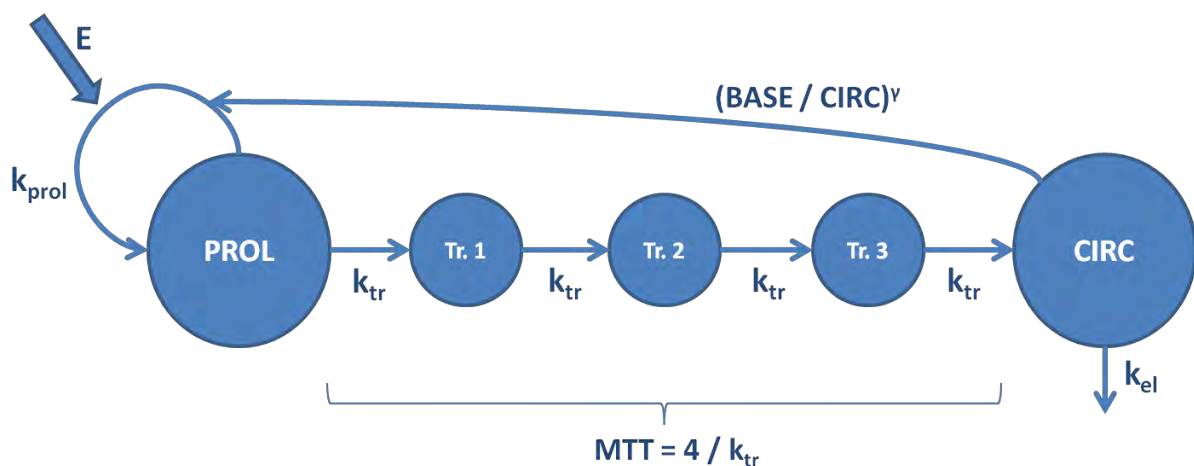 E
(BASE / CIRC)ᵞ
kprol
PROL
Tr. 1
Tr. 2
Tr. 3
CIRC
ktr
ktr
ktr
ktr
kel
MTT = 4 / ktr